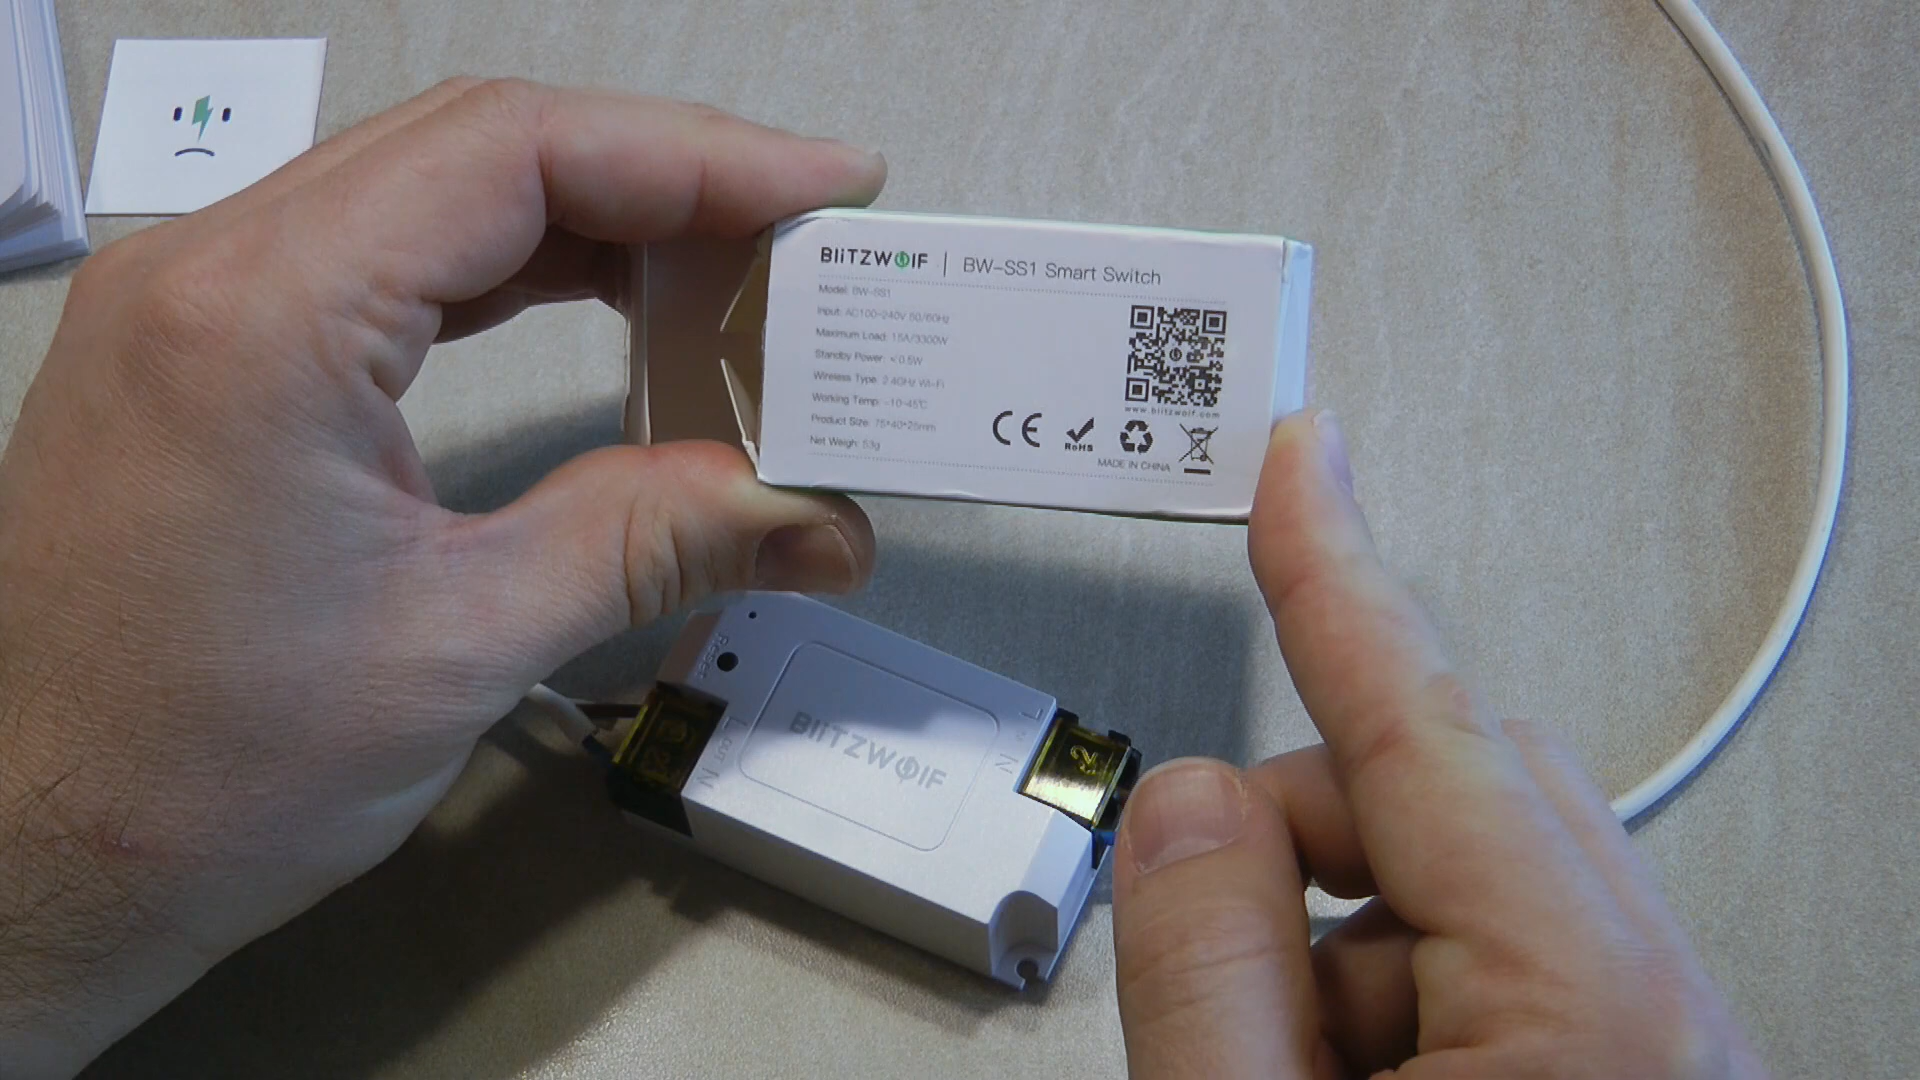 BliTZWOlF | BW-SS1 Smart Switch
Model: BW-SS1
Input: AC100-240V 50/60Hz
Maximum Load: 15A/3300W
Standby Power: <0.5W
Wireless Type: 2.4GHz Wi-Fi
Working Temp: -10-45℃
Product Size: 75*40*25mm
Net Weigh: 53g
www.blitzwolf.com
CE
RoHS
MADE IN CHINA
Reset
L OUT N
BliTZWOlF
L IN N